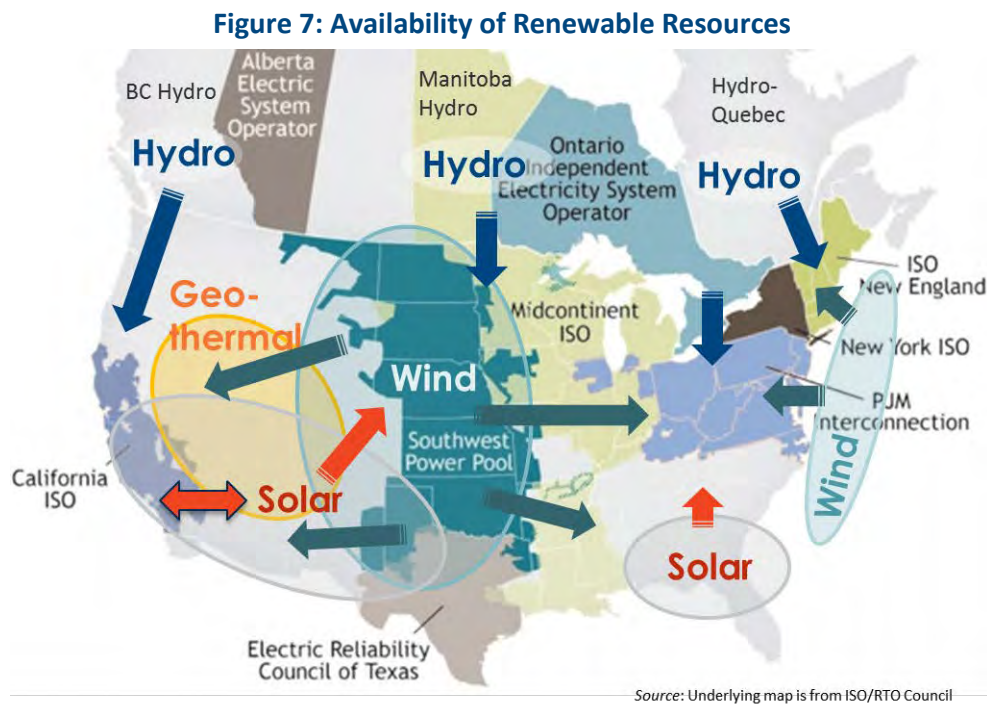 Figure 7: Availability of Renewable Resources
Alberta
Electric
System
Operator
BC Hydro
Hydro
Manitoba
Hydro
Hydro
Ontario
Independent
Electricity System
Operator
Hydro-
Quebec
Hydro
ISO
New England
Geo-
thermal
Midcontinent
ISO
New York ISO
Wind
PJM
Interconnection
Southwest
Power Pool
California
ISO
Solar
Wind
Solar
Electric Reliability
Council of Texas
Source: Underlying map is from ISO/RTO Council